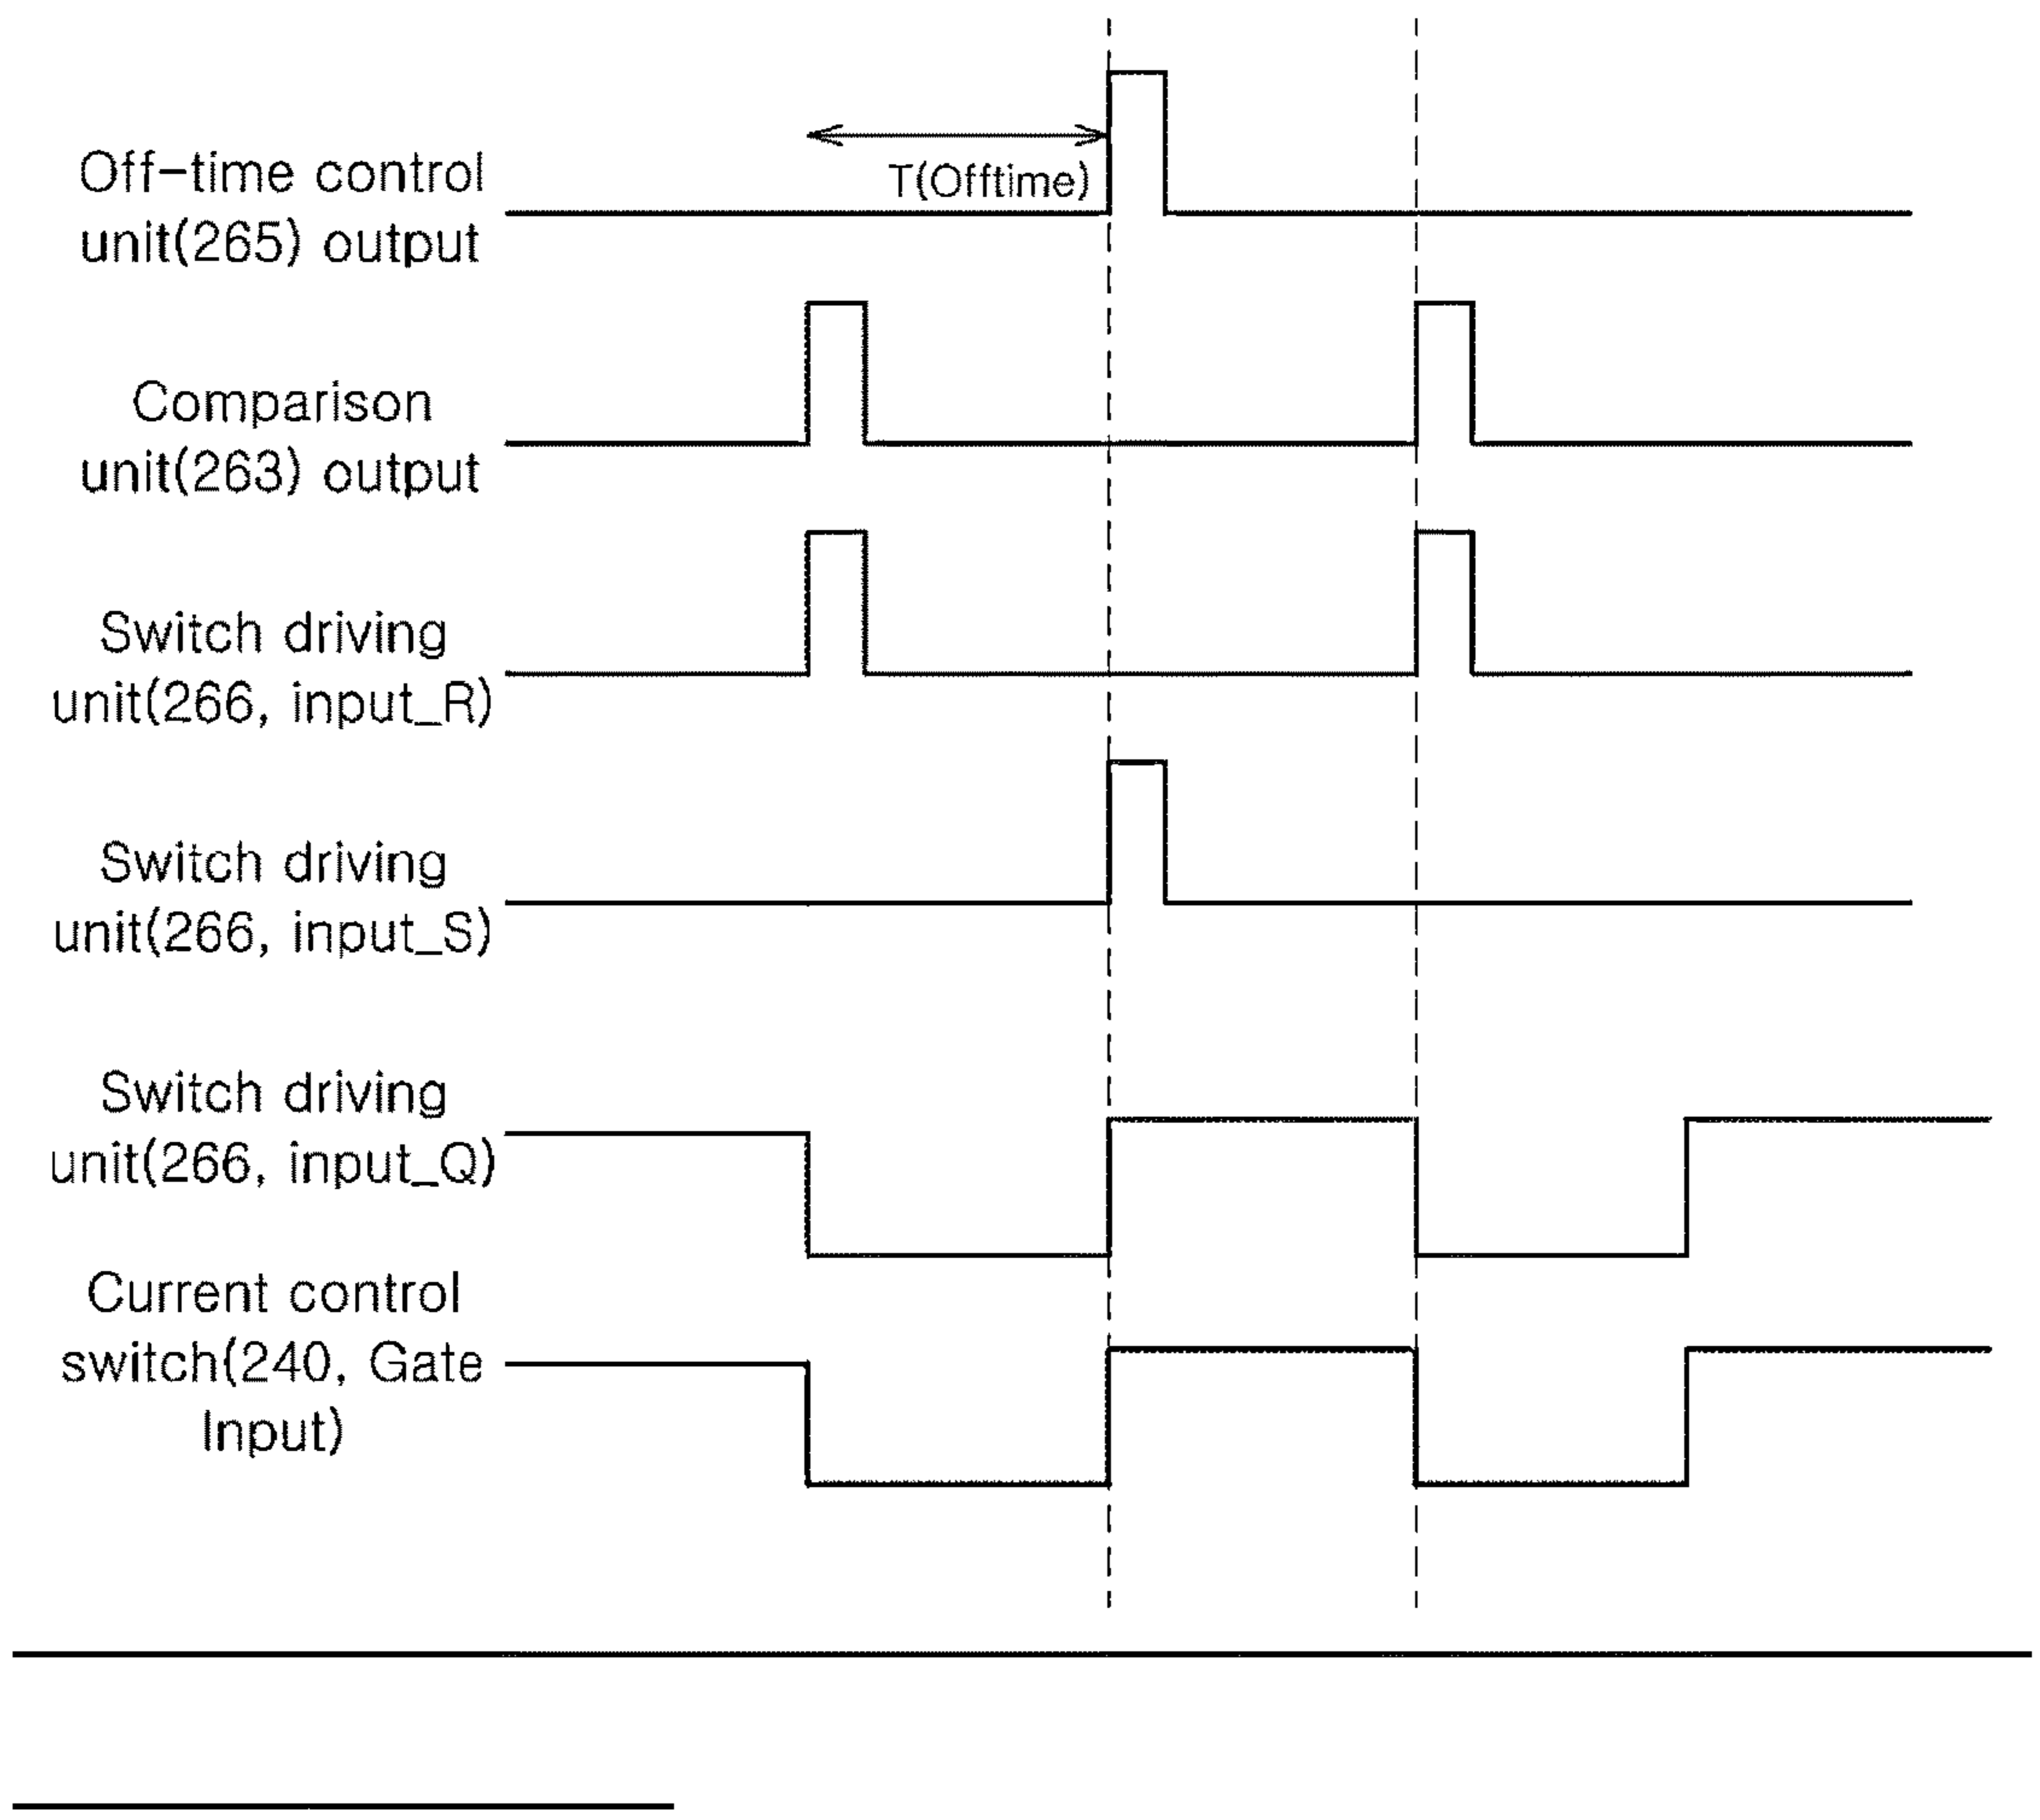 Off-time control
unit(265) output
T(Offtime)
Comparison
unit(263) output
Switch driving
unit(266, input_R)
Switch driving
unit(266, input_S)
Switch driving
unit(266, input_Q)
Current control
switch(240, Gate
Input)